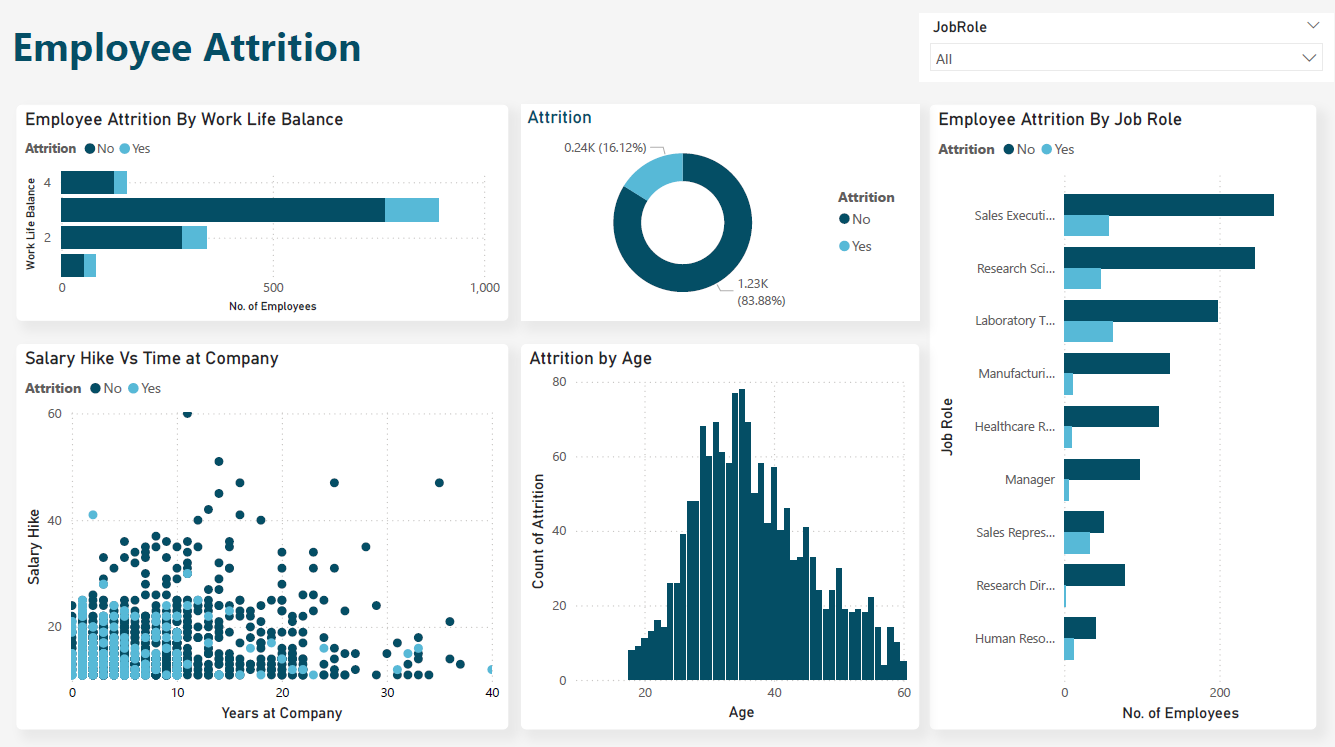 Employee Attrition
JobRole
All
Employee Attrition By Work Life Balance
Attrition No Yes
Work Life Balance
4
2
0 500 1,000
No. of Employees
Attrition
0.24K (16.12%)
1.23K
(83.88%)
Attrition
No
Yes
Employee Attrition By Job Role
Attrition No Yes
Job Role
Sales Executi...
Research Sci...
Laboratory T...
Manufacturi...
Healthcare R...
Manager
Sales Repres...
Research Dir...
Human Reso...
0 200
No. of Employees
Salary Hike Vs Time at Company
Attrition No Yes
Salary Hike
60
40
20
0 10 20 30 40
Years at Company
Attrition by Age
Count of Attrition
80
60
40
20
0
20 40 60
Age